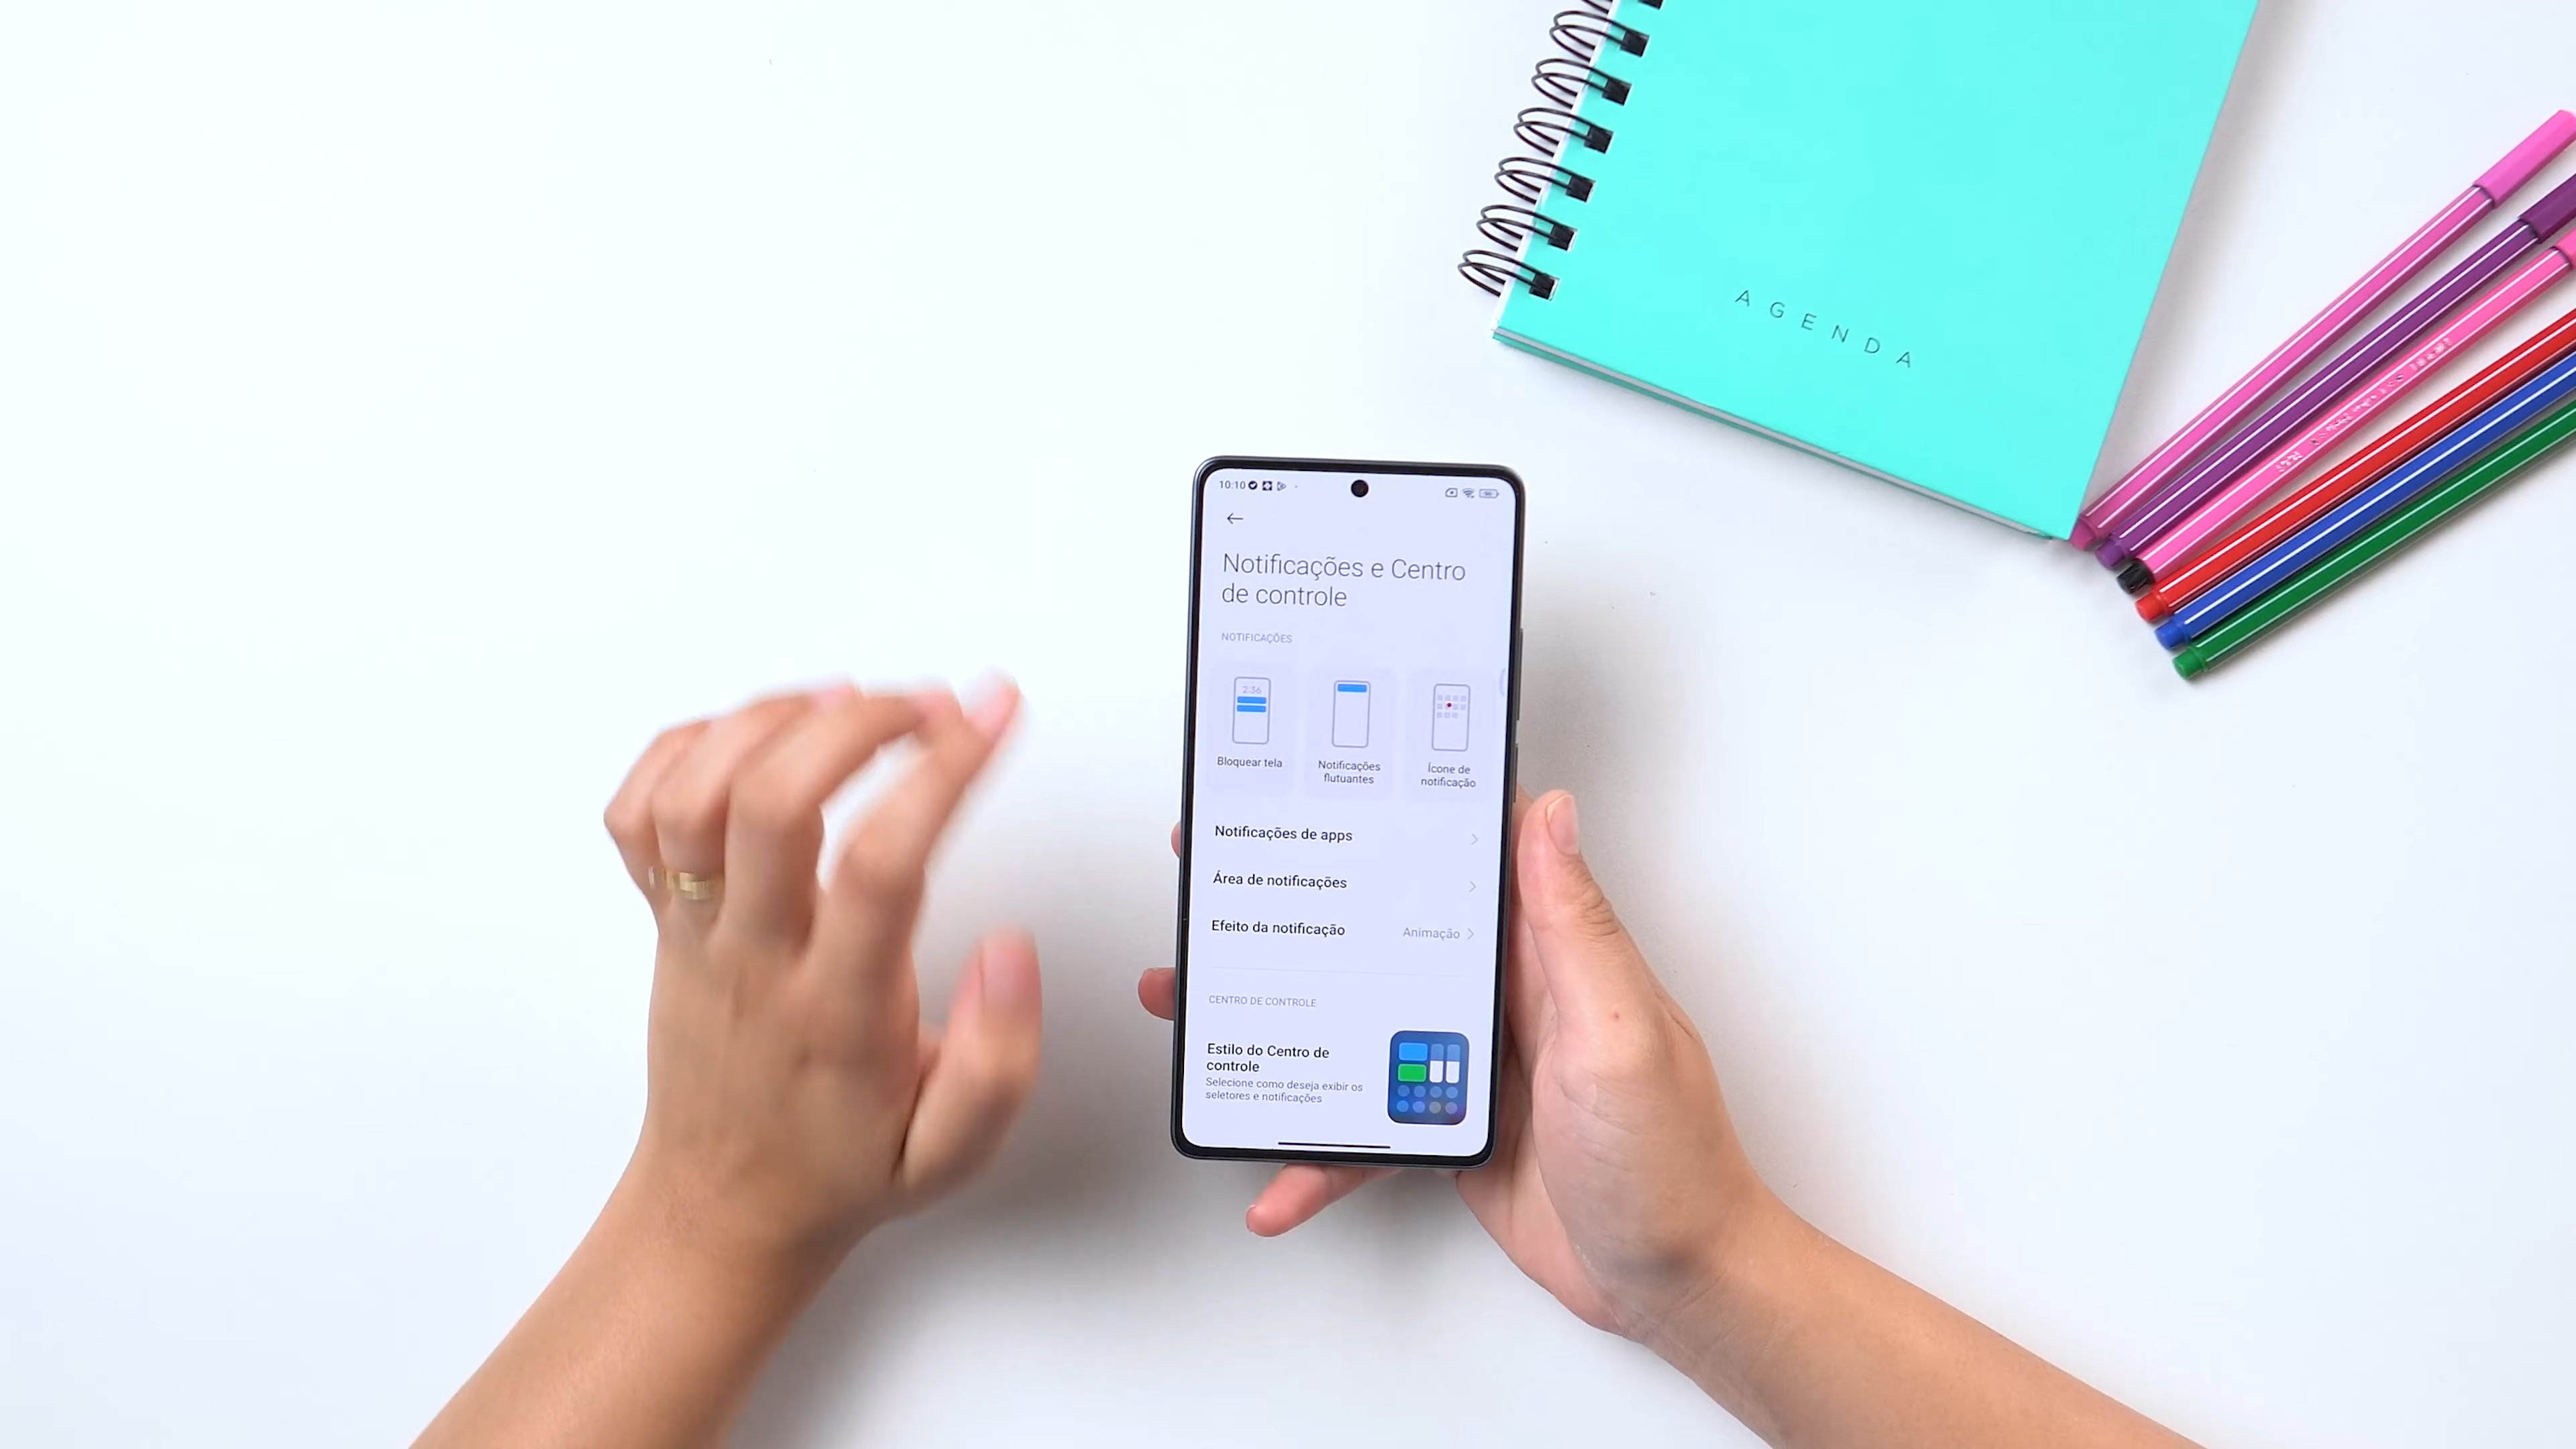 AGENDA
10:10
Notificações e Centro
de controle
NOTIFICAÇÕES
2:36
Bloquear tela
Notificações
flutuantes
Ícone de
notificação
Notificações de apps
Área de notificações
Efeito da notificação Animação
CENTRO DE CONTROLE
Estilo do Centro de
controle
Selecione como deseja exibir os
seletores e notificações